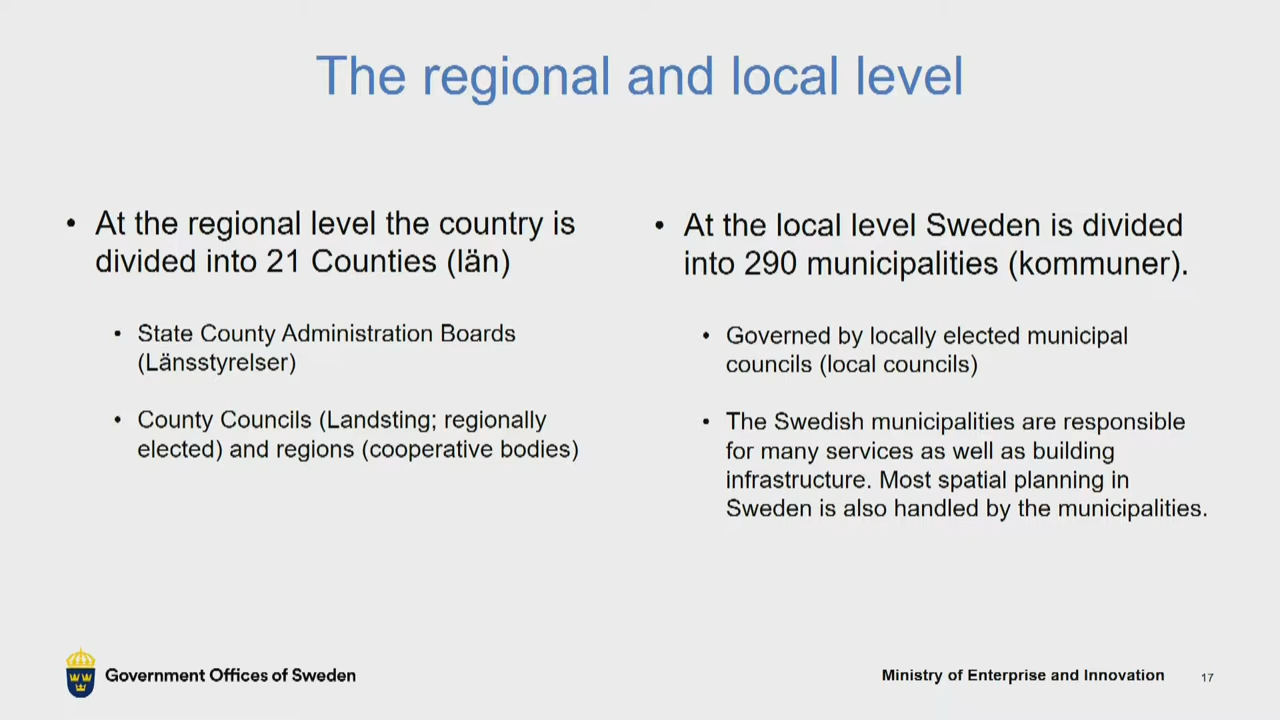 The regional and local level
• At the regional level the country is
divided into 21 Counties (län)
• State County Administration Boards
(Länsstyrelser)
• County Councils (Landsting; regionally
elected) and regions (cooperative bodies)
• At the local level Sweden is divided
into 290 municipalities (kommuner).
• Governed by locally elected municipal
councils (local councils)
• The Swedish municipalities are responsible
for many services as well as building
infrastructure. Most spatial planning in
Sweden is also handled by the municipalities.
Government Offices of Sweden
Ministry of Enterprise and Innovation
17